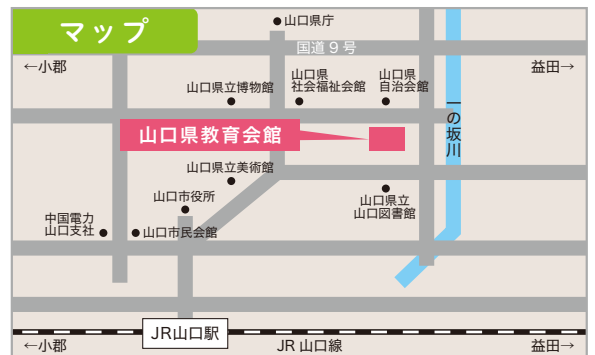 マップ
山口県庁
国道9号
←小郡
益田→
山口県立博物館
山口県
社会福祉会館
山口県
自治会館
一の坂川
山口県教育会館
山口県立美術館
山口市役所
山口県立
山口図書館
中国電力
山口支社
山口市民会館
JR山口駅
←小郡
JR山口線
益田→